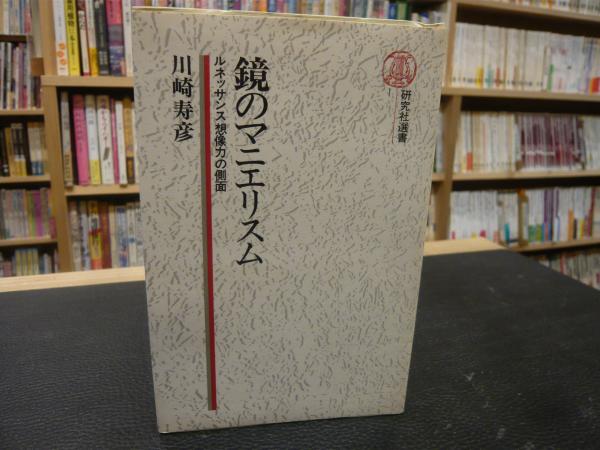 研究社選書
鏡のマニエリスム
ルネッサンス想像力の側面
川崎寿彦